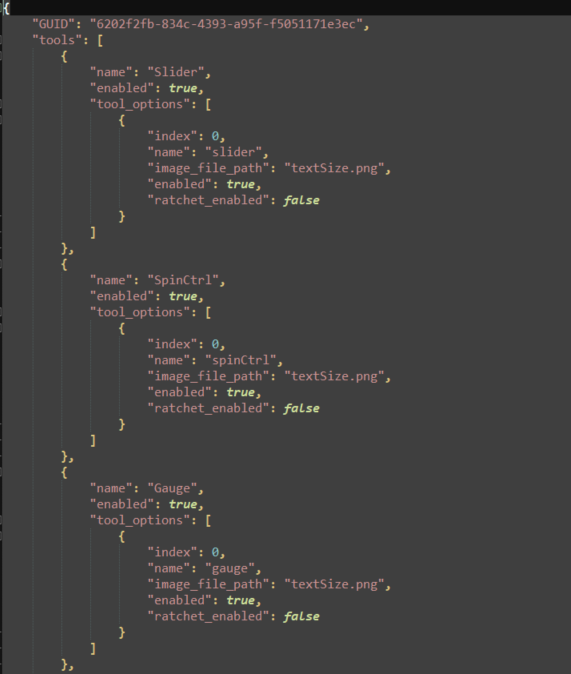 {
    "GUID": "6202f2fb-834c-4393-a95f-f5051171e3ec",
    "tools": [
        {
            "name": "Slider",
            "enabled": true,
            "tool_options": [
                {
                    "index": 0,
                    "name": "slider",
                    "image_file_path": "textSize.png",
                    "enabled": true,
                    "ratchet_enabled": false
                }
            ]
        },
        {
            "name": "SpinCtrl",
            "enabled": true,
            "tool_options": [
                {
                    "index": 0,
                    "name": "spinCtrl",
                    "image_file_path": "textSize.png",
                    "enabled": true,
                    "ratchet_enabled": false
                }
            ]
        },
        {
            "name": "Gauge",
            "enabled": true,
            "tool_options": [
                {
                    "index": 0,
                    "name": "gauge",
                    "image_file_path": "textSize.png",
                    "enabled": true,
                    "ratchet_enabled": false
                }
            ]
        },